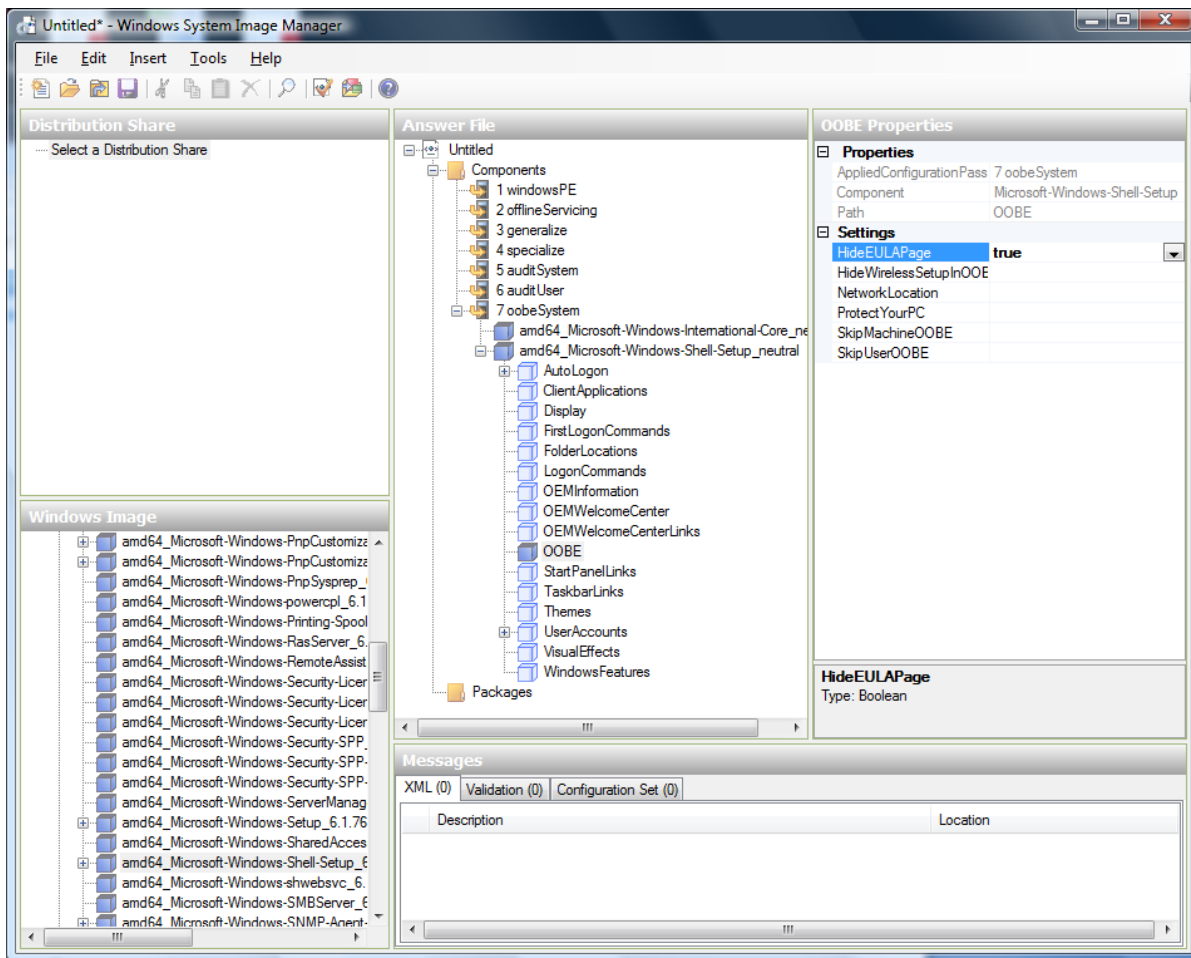 Untitled* - Windows System Image Manager
File Edit Insert Tools Help
Distribution Share
Select a Distribution Share
Windows Image
amd64_Microsoft-Windows-PnpCustomiza
amd64_Microsoft-Windows-PnpCustomiza
amd64_Microsoft-Windows-PnpSysprep_
amd64_Microsoft-Windows-powercpl_6.1
amd64_Microsoft-Windows-Printing-Spool
amd64_Microsoft-Windows-RasServer_6.
amd64_Microsoft-Windows-RemoteAssist
amd64_Microsoft-Windows-Security-Licer
amd64_Microsoft-Windows-Security-Licer
amd64_Microsoft-Windows-Security-Licer
amd64_Microsoft-Windows-Security-SPP_
amd64_Microsoft-Windows-Security-SPP-
amd64_Microsoft-Windows-Security-SPP-
amd64_Microsoft-Windows-ServerManag
amd64_Microsoft-Windows-Setup_6.1.76
amd64_Microsoft-Windows-SharedAcces
amd64_Microsoft-Windows-Shell-Setup_6
amd64_Microsoft-Windows-shwebsvc_6.
amd64_Microsoft-Windows-SMBServer_6
amd64_Microsoft-Windows-SNMP-Agent-
Answer File
Untitled
Components
1 windowsPE
2 offlineServicing
3 generalize
4 specialize
5 auditSystem
6 auditUser
7 oobeSystem
amd64_Microsoft-Windows-International-Core_ne
amd64_Microsoft-Windows-Shell-Setup_neutral
AutoLogon
ClientApplications
Display
FirstLogonCommands
FolderLocations
LogonCommands
OEMInformation
OEMWelcomeCenter
OEMWelcomeCenterLinks
OOBE
StartPanelLinks
TaskbarLinks
Themes
UserAccounts
VisualEffects
WindowsFeatures
Packages
OOBE Properties
Properties
AppliedConfigurationPass 7 oobeSystem
Component Microsoft-Windows-Shell-Setup
Path OOBE
Settings
HideEULAPage true
HideWirelessSetupInOOE
NetworkLocation
ProtectYourPC
SkipMachineOOBE
SkipUserOOBE
HideEULAPage
Type: Boolean
Messages
XML (0) Validation (0) Configuration Set (0)
Description Location